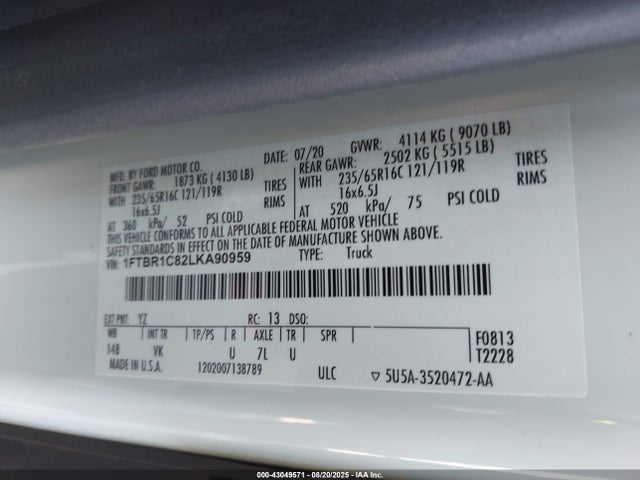 MFD. BY FORD MOTOR CO.
DATE: 07/20 GVWR: 4114 KG ( 9070 LB)
FRONT GAWR: 1873 KG ( 4130 LB) REAR GAWR: 2502 KG ( 5515 LB)
WITH 235/65R16C 121/119R TIRES WITH 235/65R16C 121/119R TIRES
16x6.5J RIMS 16x6.5J RIMS
AT 360 kPa/ 52 PSI COLD AT 520 kPa/ 75 PSI COLD
THIS VEHICLE CONFORMS TO ALL APPLICABLE FEDERAL MOTOR VEHICLE
SAFETY STANDARDS IN EFFECT ON THE DATE OF MANUFACTURE SHOWN ABOVE.
VIN: 1FTBR1C82LKA90959 TYPE: Truck
EXT PNT: YZ RC: 13 DSO:
WB INT TR TP/PS R AXLE TR SPR F0813
148 VK U 7L U T2228
MADE IN U.S.A. 1202007138789 ULC ▽ 5U5A-3520472-AA
000-43049571 - 08/20/2025 - IAA Inc.